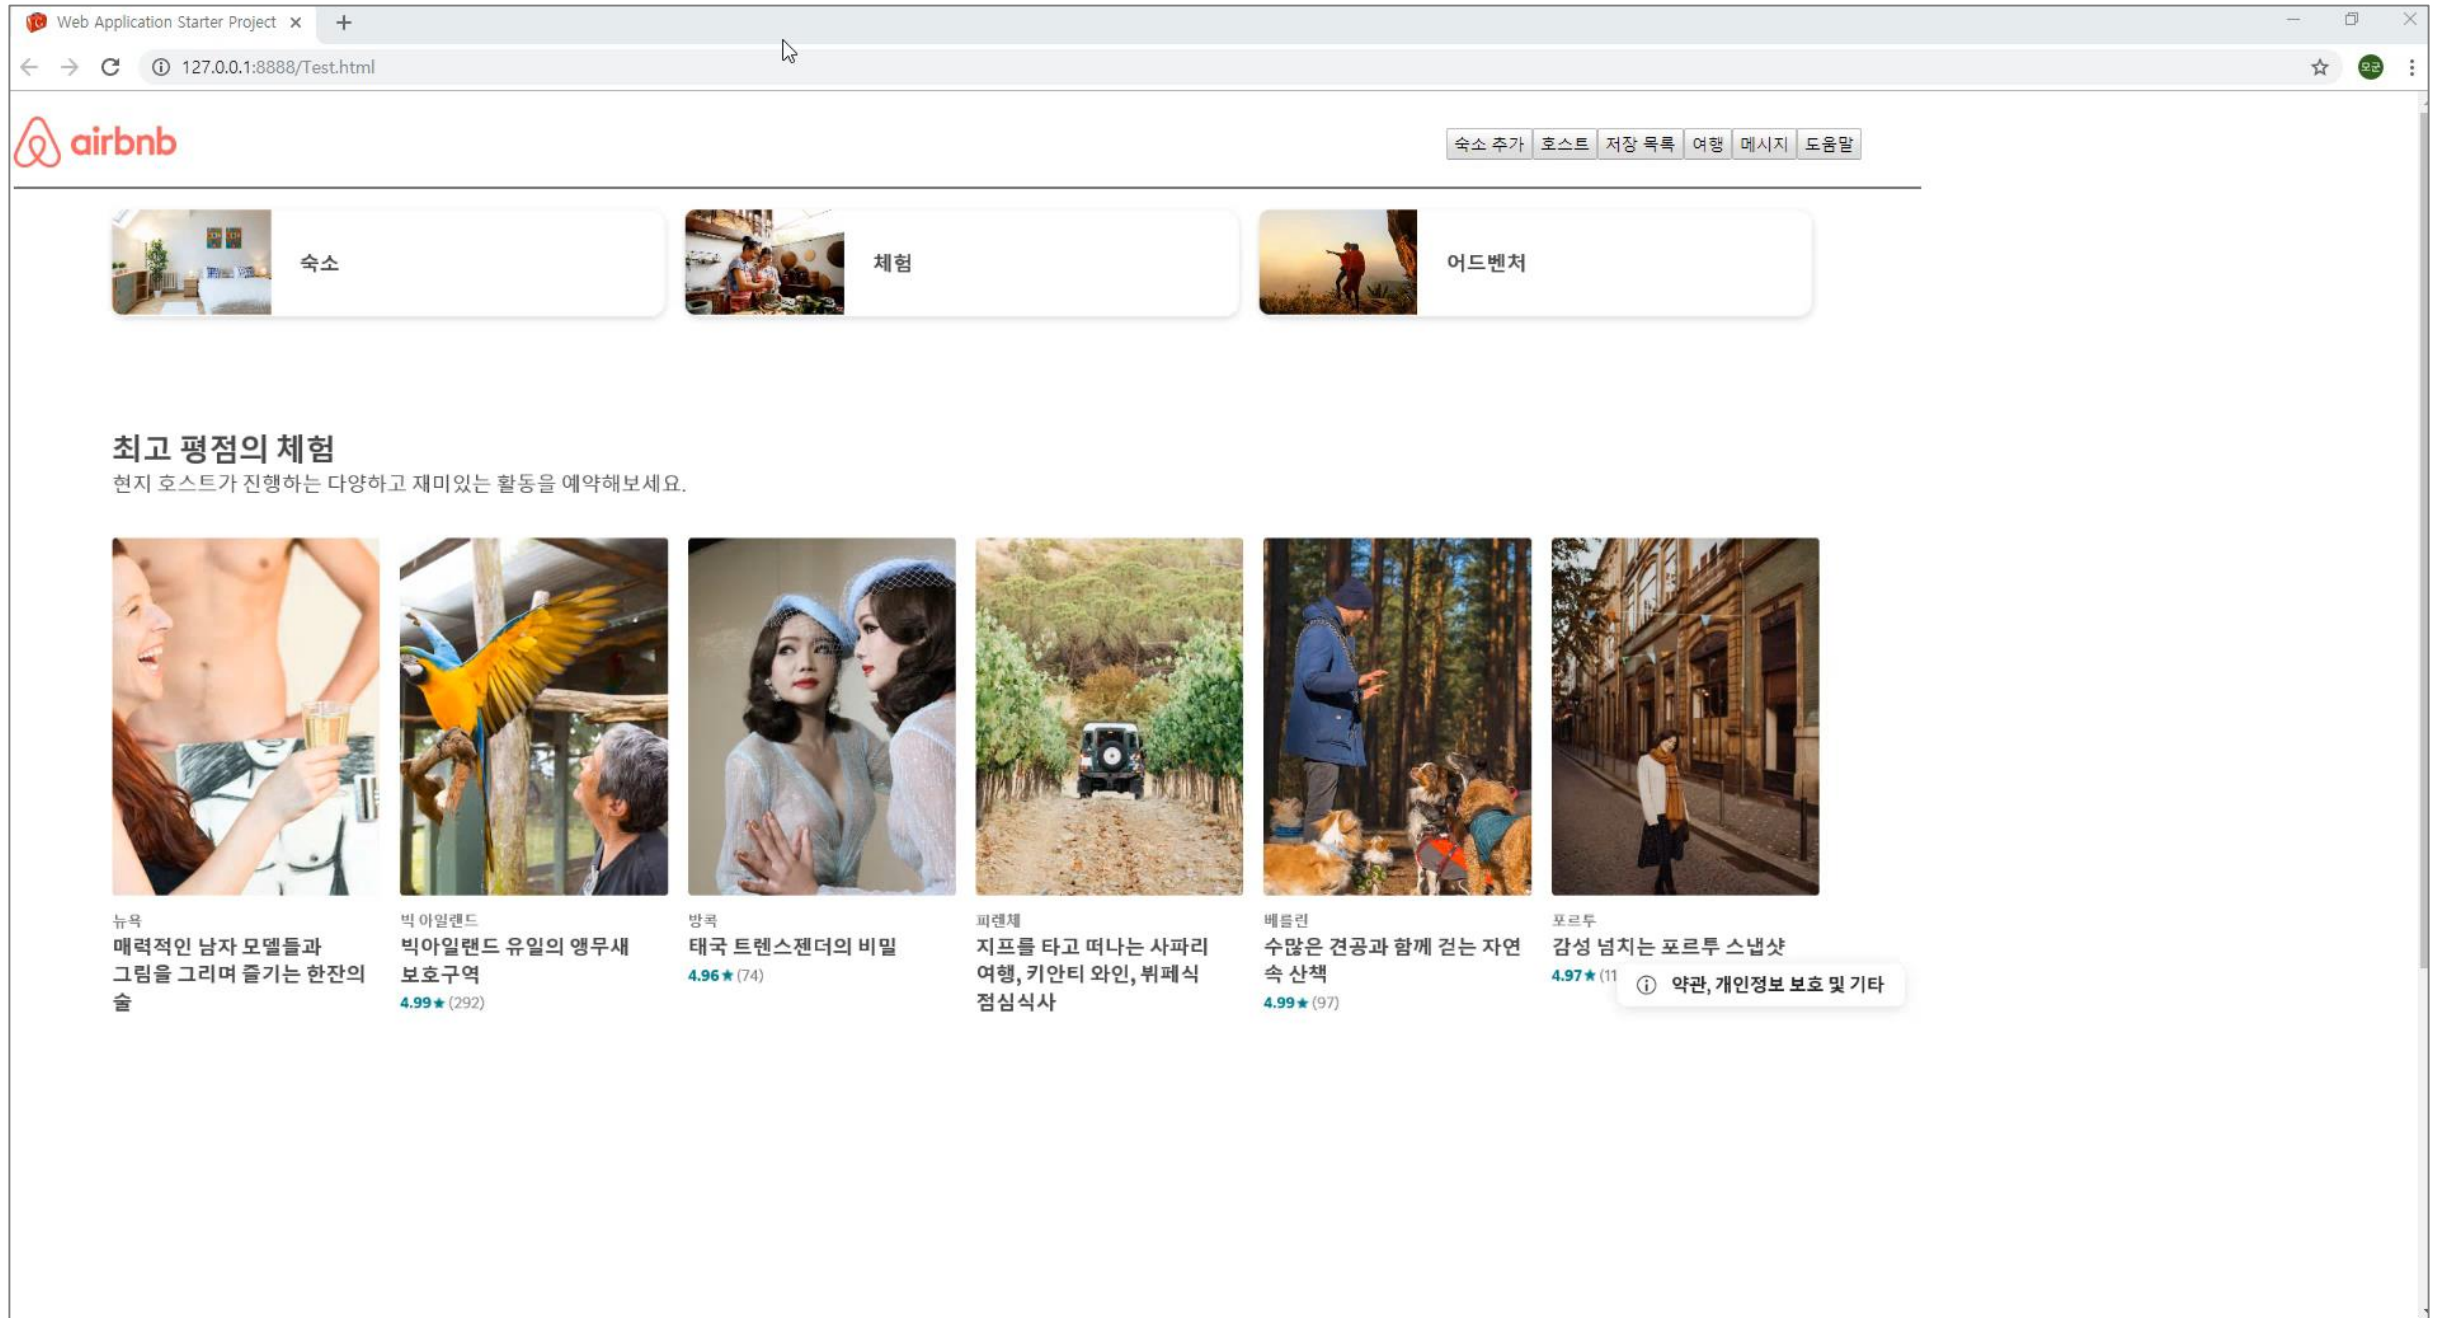 Web Application Starter Project
127.0.0.1:8888/Test.html
모군
airbnb
숙소 추가 호스트 저장 목록 여행 메시지 도움말
숙소
체험
어드벤처
최고 평점의 체험
현지 호스트가 진행하는 다양하고 재미있는 활동을 예약해보세요.
뉴욕
매력적인 남자 모델들과
그림을 그리며 즐기는 한잔의
술
빅 아일랜드
빅아일랜드 유일의 앵무새
보호구역
4.99★ (292)
방콕
태국 트렌스젠더의 비밀
4.96★ (74)
피렌체
지프를 타고 떠나는 사파리
여행, 키안티 와인, 뷔페식
점심식사
베를린
수많은 견공과 함께 걷는 자연
속 산책
4.99★ (97)
포르투
감성 넘치는 포르투 스냅샷
4.97★ (11
약관, 개인정보 보호 및 기타